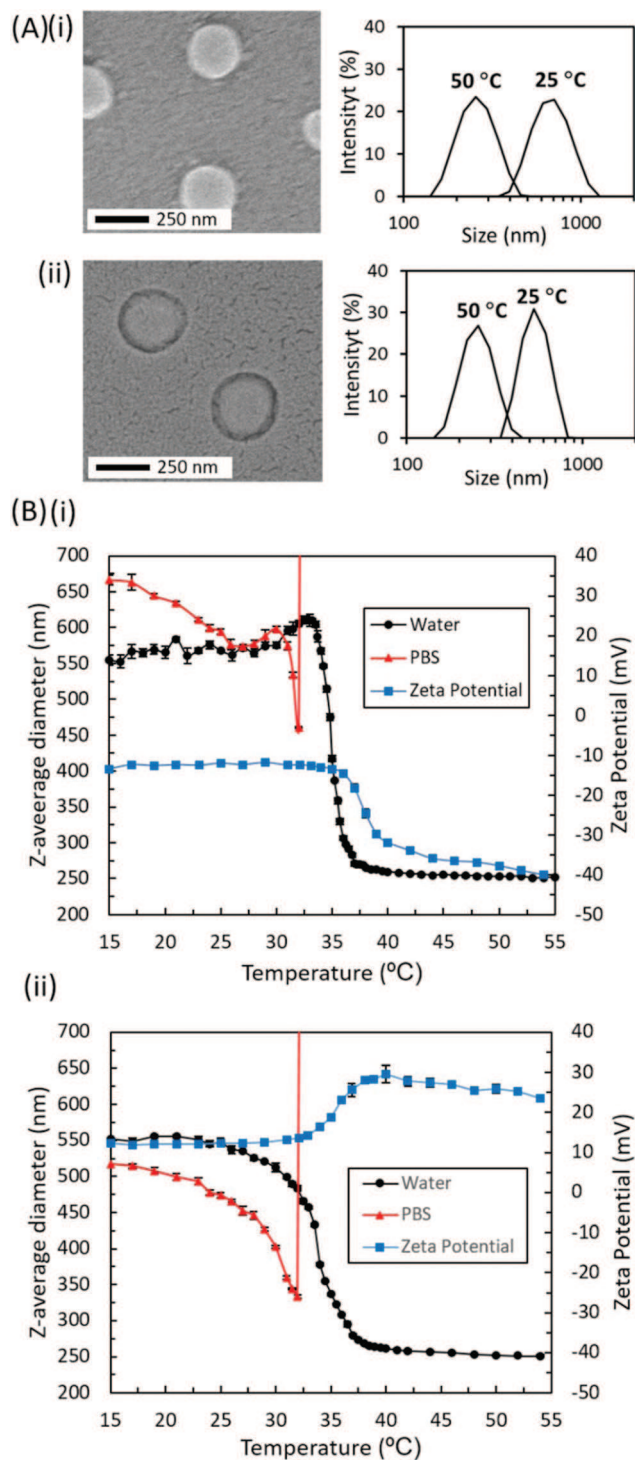 (A)(i)
250 nm
Intensityt (%)
40
30
20
10
0
50 °C
25 °C
100
1000
Size (nm)
(ii)
250 nm
Intensityt (%)
40
30
20
10
0
50 °C
25 °C
100
1000
Size (nm)
(B)(i)
Z-aveerage diameter (nm)
700
650
600
550
500
450
400
350
300
250
200
Water
PBS
Zeta Potential
40
30
20
10
0
-10
-20
-30
-40
-50
Zeta Potential (mV)
15 20 25 30 35 40 45 50 55
Temperature (ºC)
(ii)
Z-average diameter (nm)
700
650
600
550
500
450
400
350
300
250
200
Water
PBS
Zeta Potential
40
30
20
10
0
-10
-20
-30
-40
-50
Zeta Potential (mV)
15 20 25 30 35 40 45 50 55
Temperature (℃)